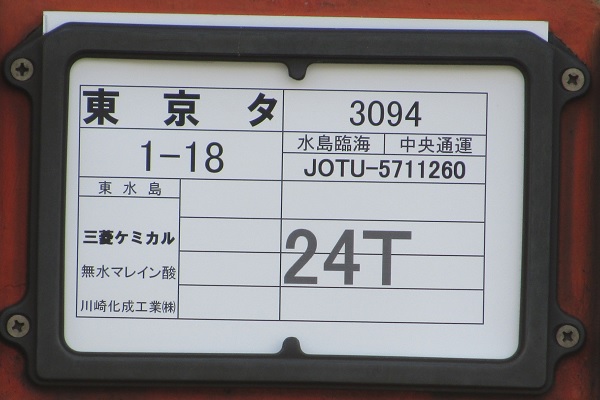 東京タ 3094
1-18 水島臨海 中央通運
JOTU-5711260
東水島
三菱ケミカル 24T
無水マレイン酸
川崎化成工業㈱